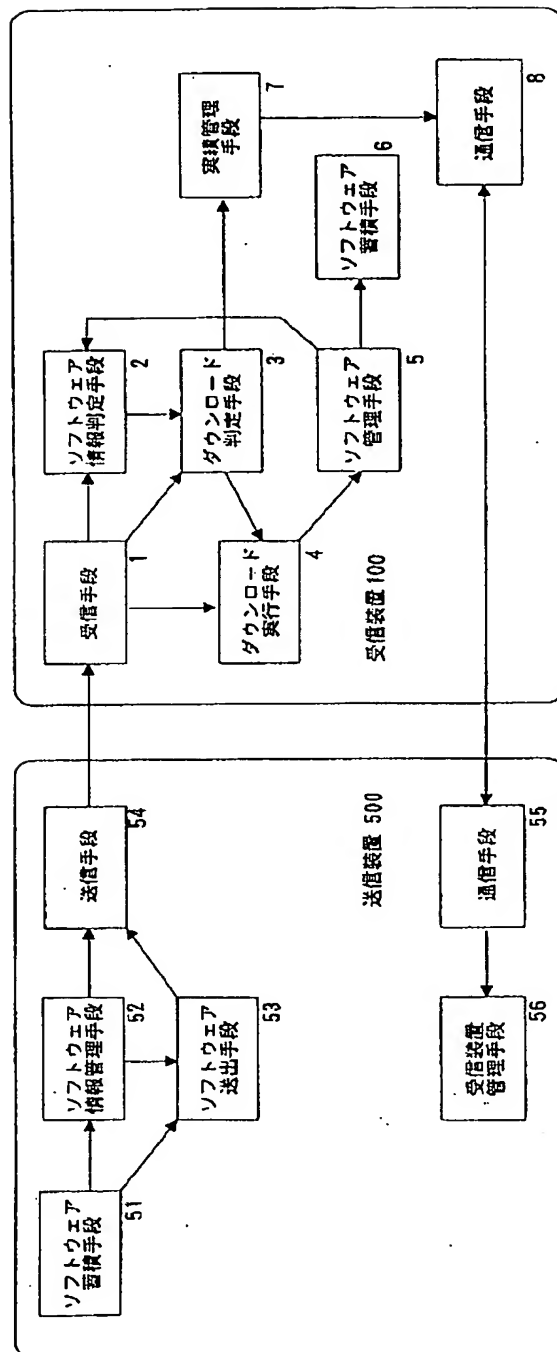 ソフトウェア
蓄積手段
51
ソフトウェア
情報管理手段
52
ソフトウェア
送出手段
53
送信手段
54
送信装置 500
通信手段
55
受信装置
管理手段
56
受信手段
1
ソフトウェア
情報判定手段
2
ダウンロード
判定手段
3
ダウンロード
実行手段
4
ソフトウェア
管理手段
5
ソフトウェア
蓄積手段
6
実績管理
手段
7
通信手段
8
受信装置 100